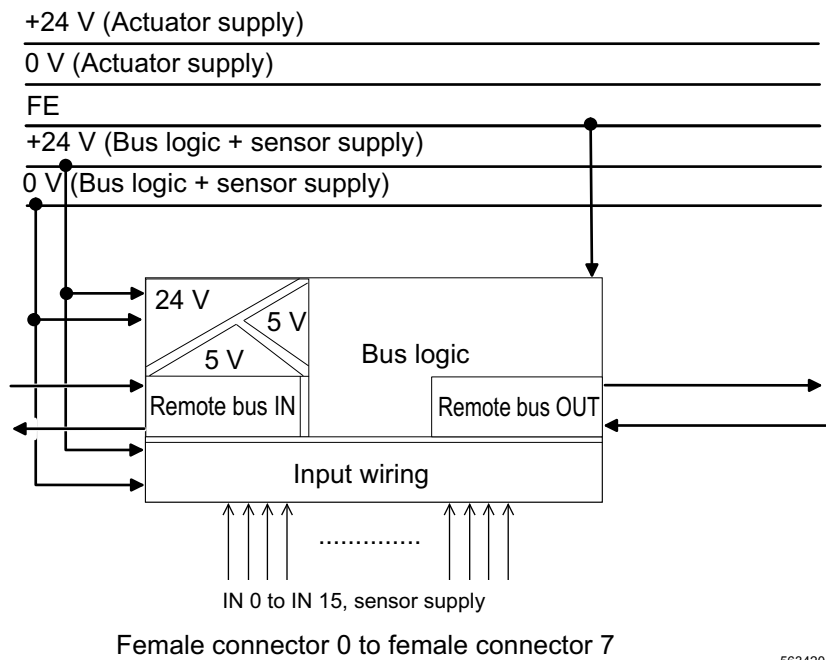 +24 V (Actuator supply)
0 V (Actuator supply)
FE
+24 V (Bus logic + sensor supply)
0 V (Bus logic + sensor supply)
24 V
5 V
5 V
Bus logic
Remote bus IN
Remote bus OUT
Input wiring
..............
IN 0 to IN 15, sensor supply
Female connector 0 to female connector 7